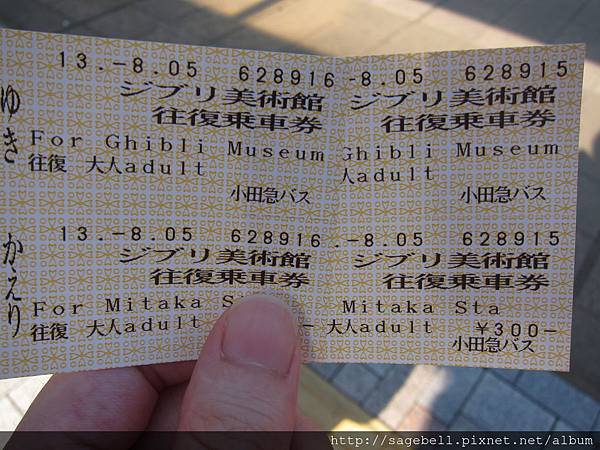 13.-8.05 628916
ジブリ美術館
往復乗車券
ゆき
For Ghibli Museum
往復 大人adult
小田急バス
13.-8.05 628916
ジブリ美術館
往復乗車券
かえり
For Mitaka S
往復 大人adult
-8.05 628915
ジブリ美術館
往復乗車券
Ghibli Museum
人adult
小田急バス
.-8.05 628915
ジブリ美術館
往復乗車券
Mitaka Sta
大人adult ¥300-
小田急バス
http://sagebell.pixnet.net/album